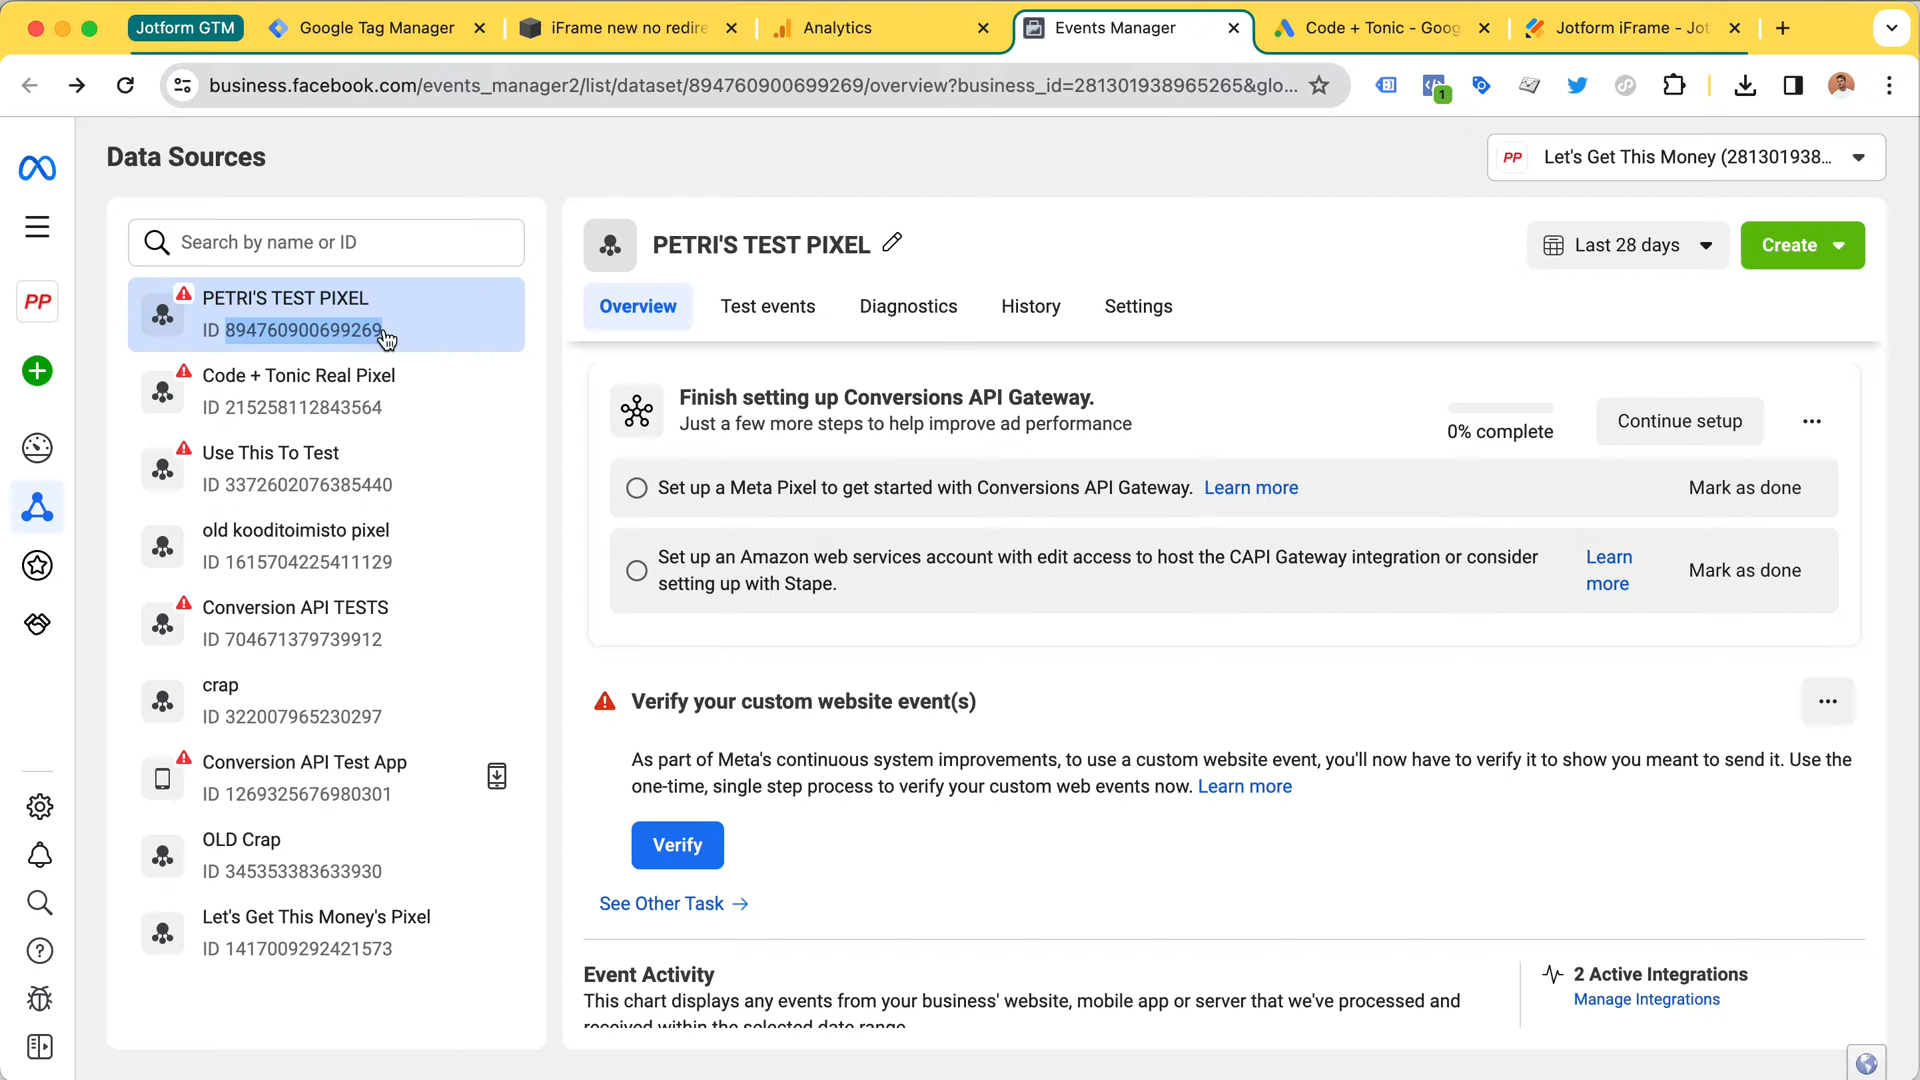 Jotform GTM
Google Tag Manager
iFrame new no redire
Analytics
Events Manager
Code + Tonic - Goog
Jotform iFrame - Jot
business.facebook.com/events_manager2/list/dataset/894760900699269/overview?business_id=281301938965265&glo...
1
Data Sources
PP
Let's Get This Money (281301938...
PP
Search by name or ID
PETRI'S TEST PIXEL
ID 894760900699269
Code + Tonic Real Pixel
ID 215258112843564
Use This To Test
ID 3372602076385440
old kooditoimisto pixel
ID 1615704225411129
Conversion API TESTS
ID 704671379739912
crap
ID 322007965230297
Conversion API Test App
ID 1269325676980301
OLD Crap
ID 345353383633930
Let's Get This Money's Pixel
ID 1417009292421573
PETRI'S TEST PIXEL
Last 28 days
Create
Overview
Test events
Diagnostics
History
Settings
Finish setting up Conversions API Gateway.
Just a few more steps to help improve ad performance
0% complete
Continue setup
Set up a Meta Pixel to get started with Conversions API Gateway. Learn more
Mark as done
Set up an Amazon web services account with edit access to host the CAPI Gateway integration or consider
setting up with Stape.
Learn
more
Mark as done
Verify your custom website event(s)
As part of Meta's continuous system improvements, to use a custom website event, you'll now have to verify it to show you meant to send it. Use the
one-time, single step process to verify your custom web events now. Learn more
Verify
See Other Task
Event Activity
This chart displays any events from your business' website, mobile app or server that we've processed and
received within the selected date range.
2 Active Integrations
Manage Integrations